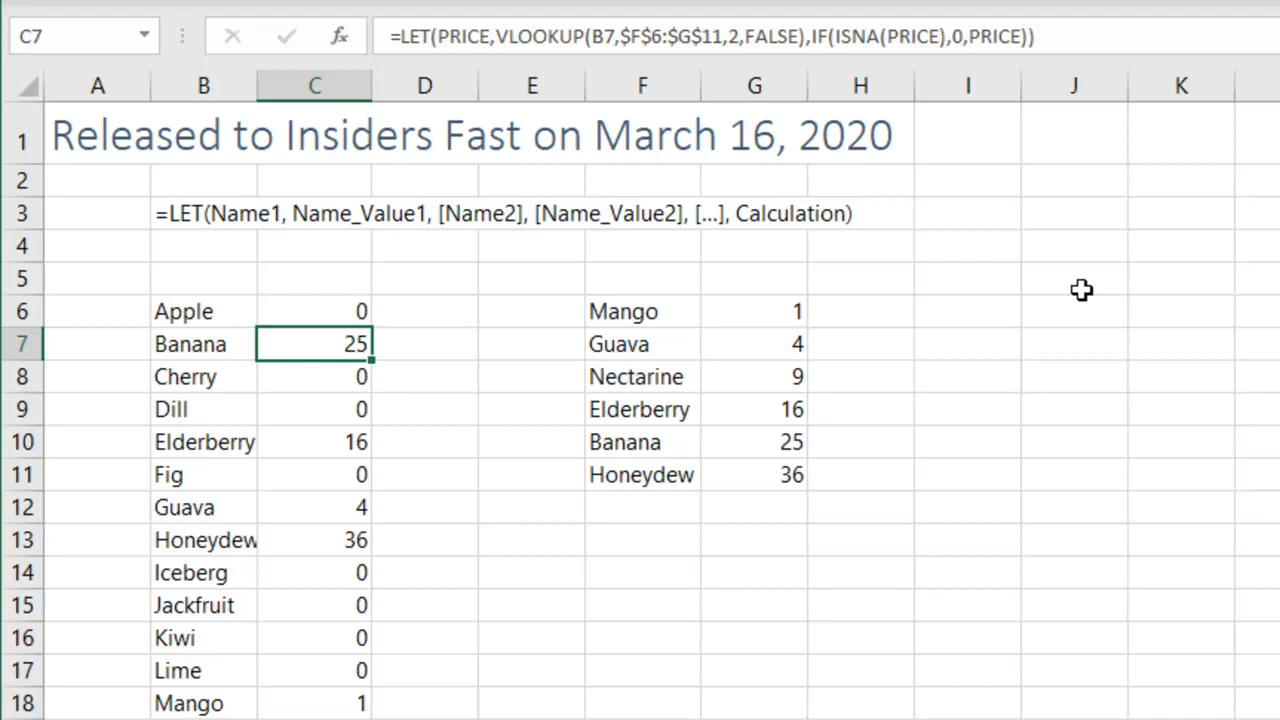 C7 fx =LET(PRICE,VLOOKUP(B7,$F$6:$G$11,2,FALSE),IF(ISNA(PRICE),0,PRICE))
A B C D E F G H I J K
1 Released to Insiders Fast on March 16, 2020
2
3 =LET(Name1, Name_Value1, [Name2], [Name_Value2], [...], Calculation)
4
5
6 Apple 0 Mango 1
7 Banana 25 Guava 4
8 Cherry 0 Nectarine 9
9 Dill 0 Elderberry 16
10 Elderberry 16 Banana 25
11 Fig 0 Honeydew 36
12 Guava 4
13 Honeydew 36
14 Iceberg 0
15 Jackfruit 0
16 Kiwi 0
17 Lime 0
18 Mango 1